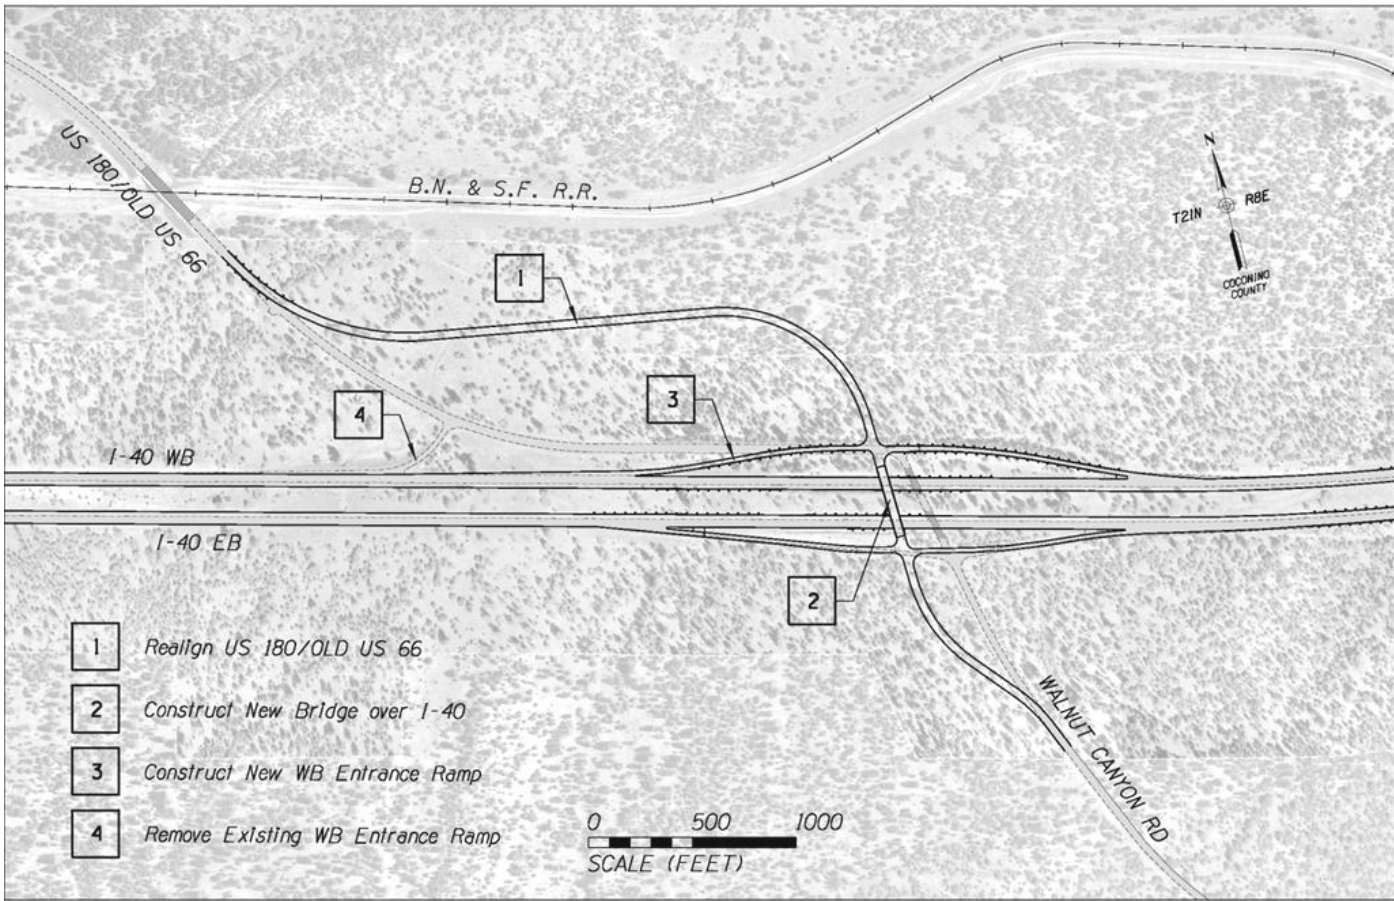 US 180/OLD US 66
B.N. & S.F. R.R.
N
T21N
R8E
COCONINO
COUNTY
1
3
4
I-40 WB
I-40 EB
2
WALNUT CANYON RD
1 Realign US 180/OLD US 66
2 Construct New Bridge over I-40
3 Construct New WB Entrance Ramp
4 Remove Existing WB Entrance Ramp
0 500 1000
SCALE (FEET)